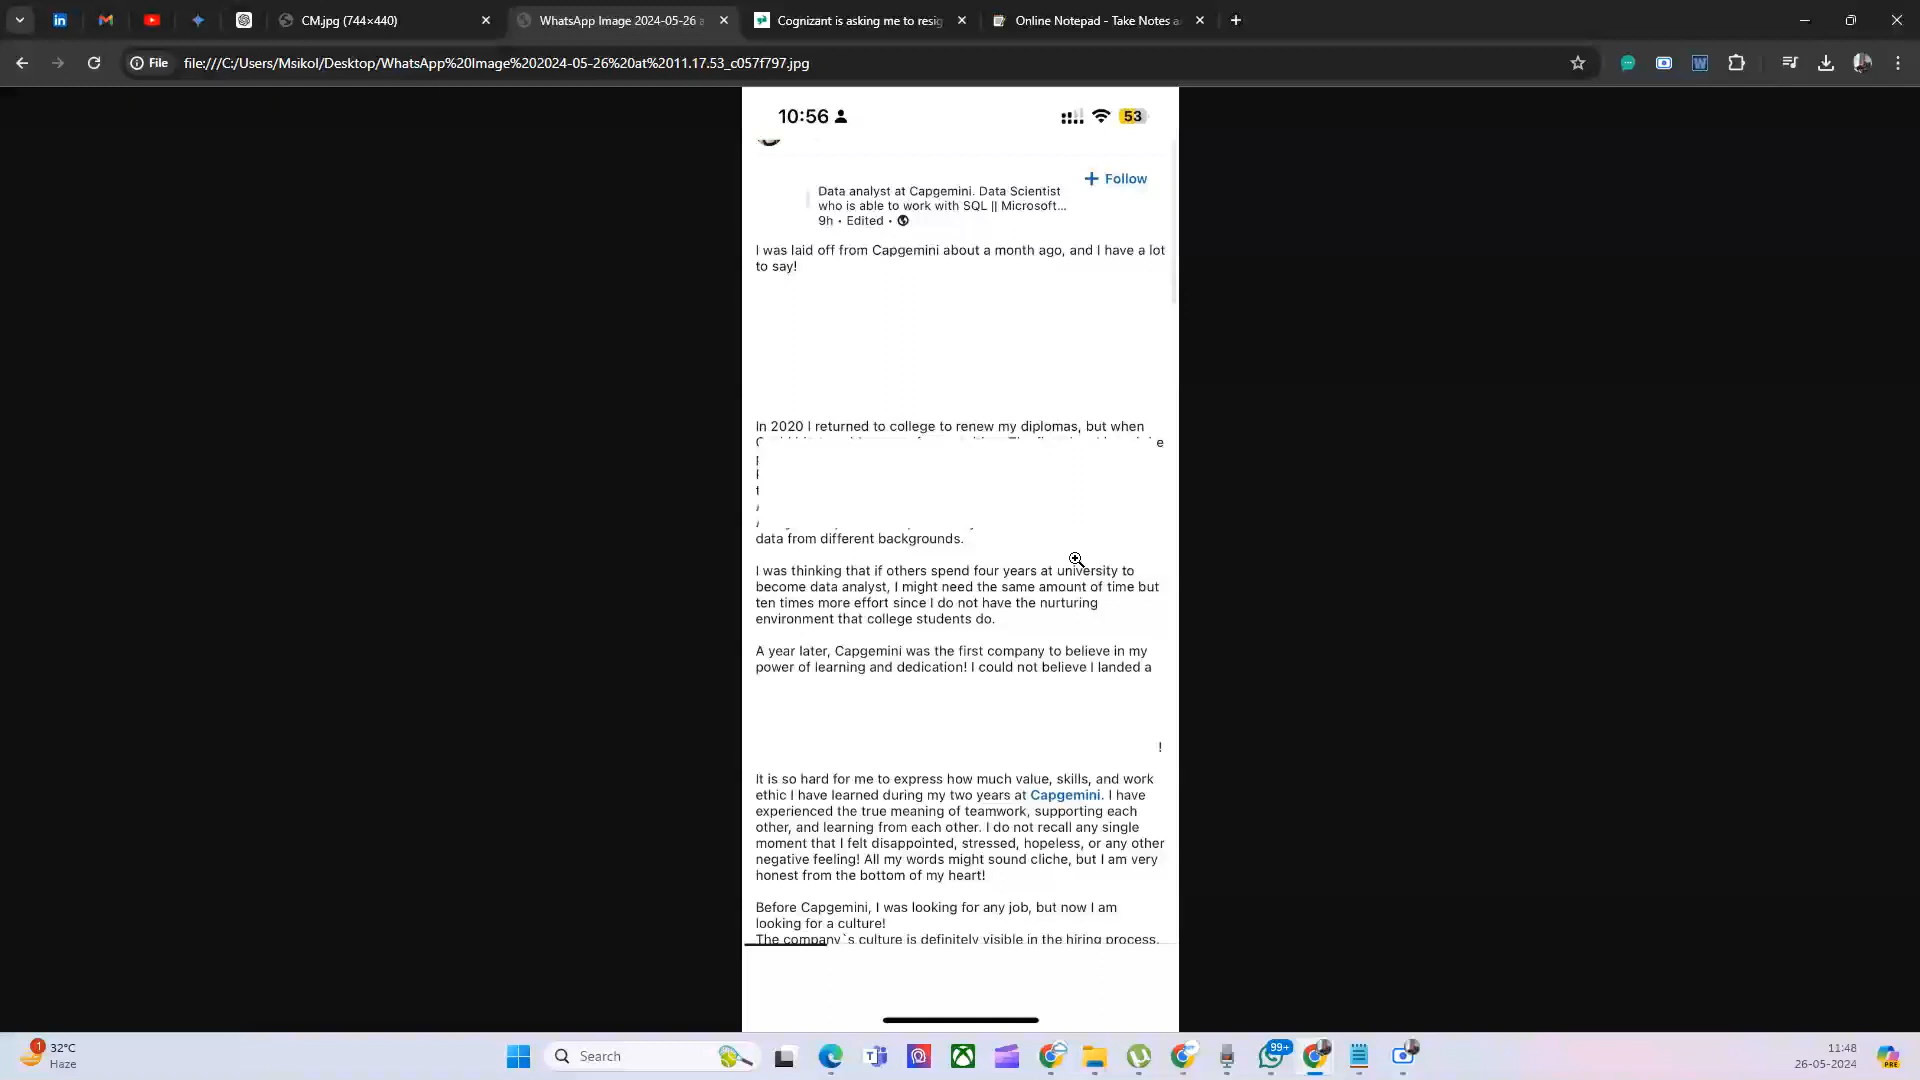 CM.jpg (744×440)
WhatsApp Image 2024-05-26
Cognizant is asking me to resig
Online Notepad - Take Notes a
File
file:///C:/Users/Msikol/Desktop/WhatsApp%20Image%202024-05-26%20at%2011.17.53_c057f797.jpg
10:56
53
+ Follow
Data analyst at Capgemini. Data Scientist
who is able to work with SQL || Microsoft...
9h • Edited •
I was laid off from Capgemini about a month ago, and I have a lot
to say!
In 2020 I returned to college to renew my diplomas, but when
data from different backgrounds.
I was thinking that if others spend four years at university to
become data analyst, I might need the same amount of time but
ten times more effort since I do not have the nurturing
environment that college students do.
A year later, Capgemini was the first company to believe in my
power of learning and dedication! I could not believe I landed a
!
It is so hard for me to express how much value, skills, and work
ethic I have learned during my two years at Capgemini. I have
experienced the true meaning of teamwork, supporting each
other, and learning from each other. I do not recall any single
moment that I felt disappointed, stressed, hopeless, or any other
negative feeling! All my words might sound cliche, but I am very
honest from the bottom of my heart!
Before Capgemini, I was looking for any job, but now I am
looking for a culture!
The company`s culture is definitely visible in the hiring process.
1
32°C
Haze
Search
99+
11:48
26-05-2024
PRE